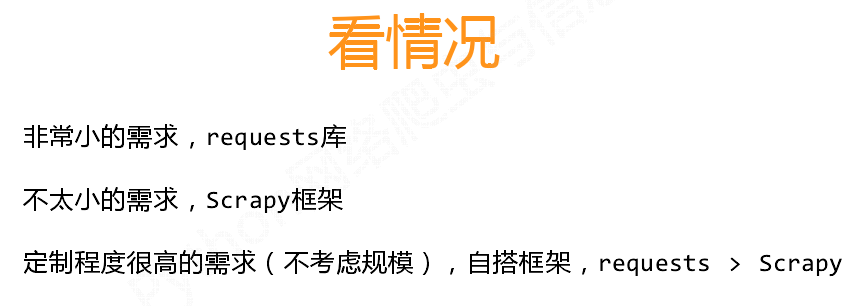 看情况
非常小的需求，requests库
不太小的需求，Scrapy框架
定制程度很高的需求（不考虑规模），自搭框架，requests > Scrapy